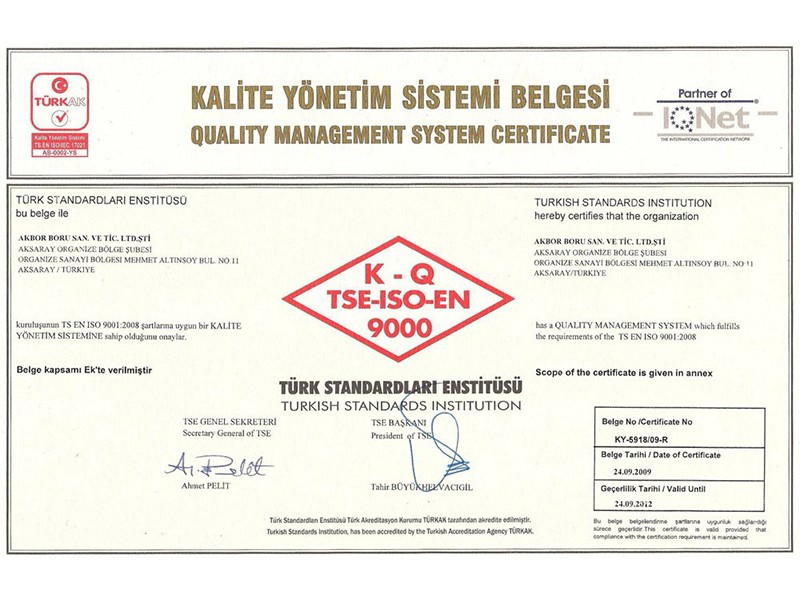 TÜRKAK
Kalite Yönetim Sistemi
TS EN ISO/IEC 17021
AB-0002-YS
KALİTE YÖNETİM SİSTEMİ BELGESİ
QUALITY MANAGEMENT SYSTEM CERTIFICATE
Partner of
IQNet
THE INTERNATIONAL CERTIFICATION NETWORK
TÜRK STANDARDLARI ENSTİTÜSÜ
bu belge ile
AKBOR BORU SAN. VE TİC. LTD.ŞTİ
AKSARAY ORGANİZE BÖLGE ŞUBESİ
ORGANİZE SANAYİ BÖLGESİ MEHMET ALTINSOY BUL. NO:11
AKSARAY / TÜRKİYE
kuruluşunun TS EN ISO 9001:2008 şartlarına uygun bir KALİTE
YÖNETİM SİSTEMİNE sahip olduğunu onaylar.
Belge kapsamı Ek'te verilmiştir
K - Q
TSE-ISO-EN
9000
TURKISH STANDARDS INSTITUTION
hereby certifies that the organization
AKBOR BORU SAN. VE TİC. LTD.ŞTİ
AKSARAY ORGANİZE BÖLGE ŞUBESİ
ORGANİZE SANAYİ BÖLGESİ MEHMET ALTINSOY BUL. NO:11
AKSARAY/TÜRKİYE
has a QUALITY MANAGEMENT SYSTEM which fulfills
the requirements of the TS EN ISO 9001:2008
Scope of the certificate is given in annex
TÜRK STANDARDLARI ENSTİTÜSÜ
TURKISH STANDARDS INSTITUTION
TSE GENEL SEKRETERİ
Secretary General of TSE
A. Pelit
Ahmet PELİT
TSE BAŞKANI
President of TSE
Tahir BÜYÜKHELVACIGİL
Belge No /Certificate No
KY-5918/09-R
Belge Tarihi / Date of Certificate
24.09.2009
Geçerlilik Tarihi / Valid Until
24.09.2012
Türk Standardları Enstitüsü Türk Akreditasyon Kurumu TÜRKAK tarafından akredite edilmiştir.
Turkish Standards Institution, has been accredited by the Turkish Accreditation Agency TÜRKAK.
Bu belge belgelendirme şartlarına uygunluk sağlandığı
sürece geçerlidir.This certificate is valid provided that
compliance with the certification requirement is maintained.